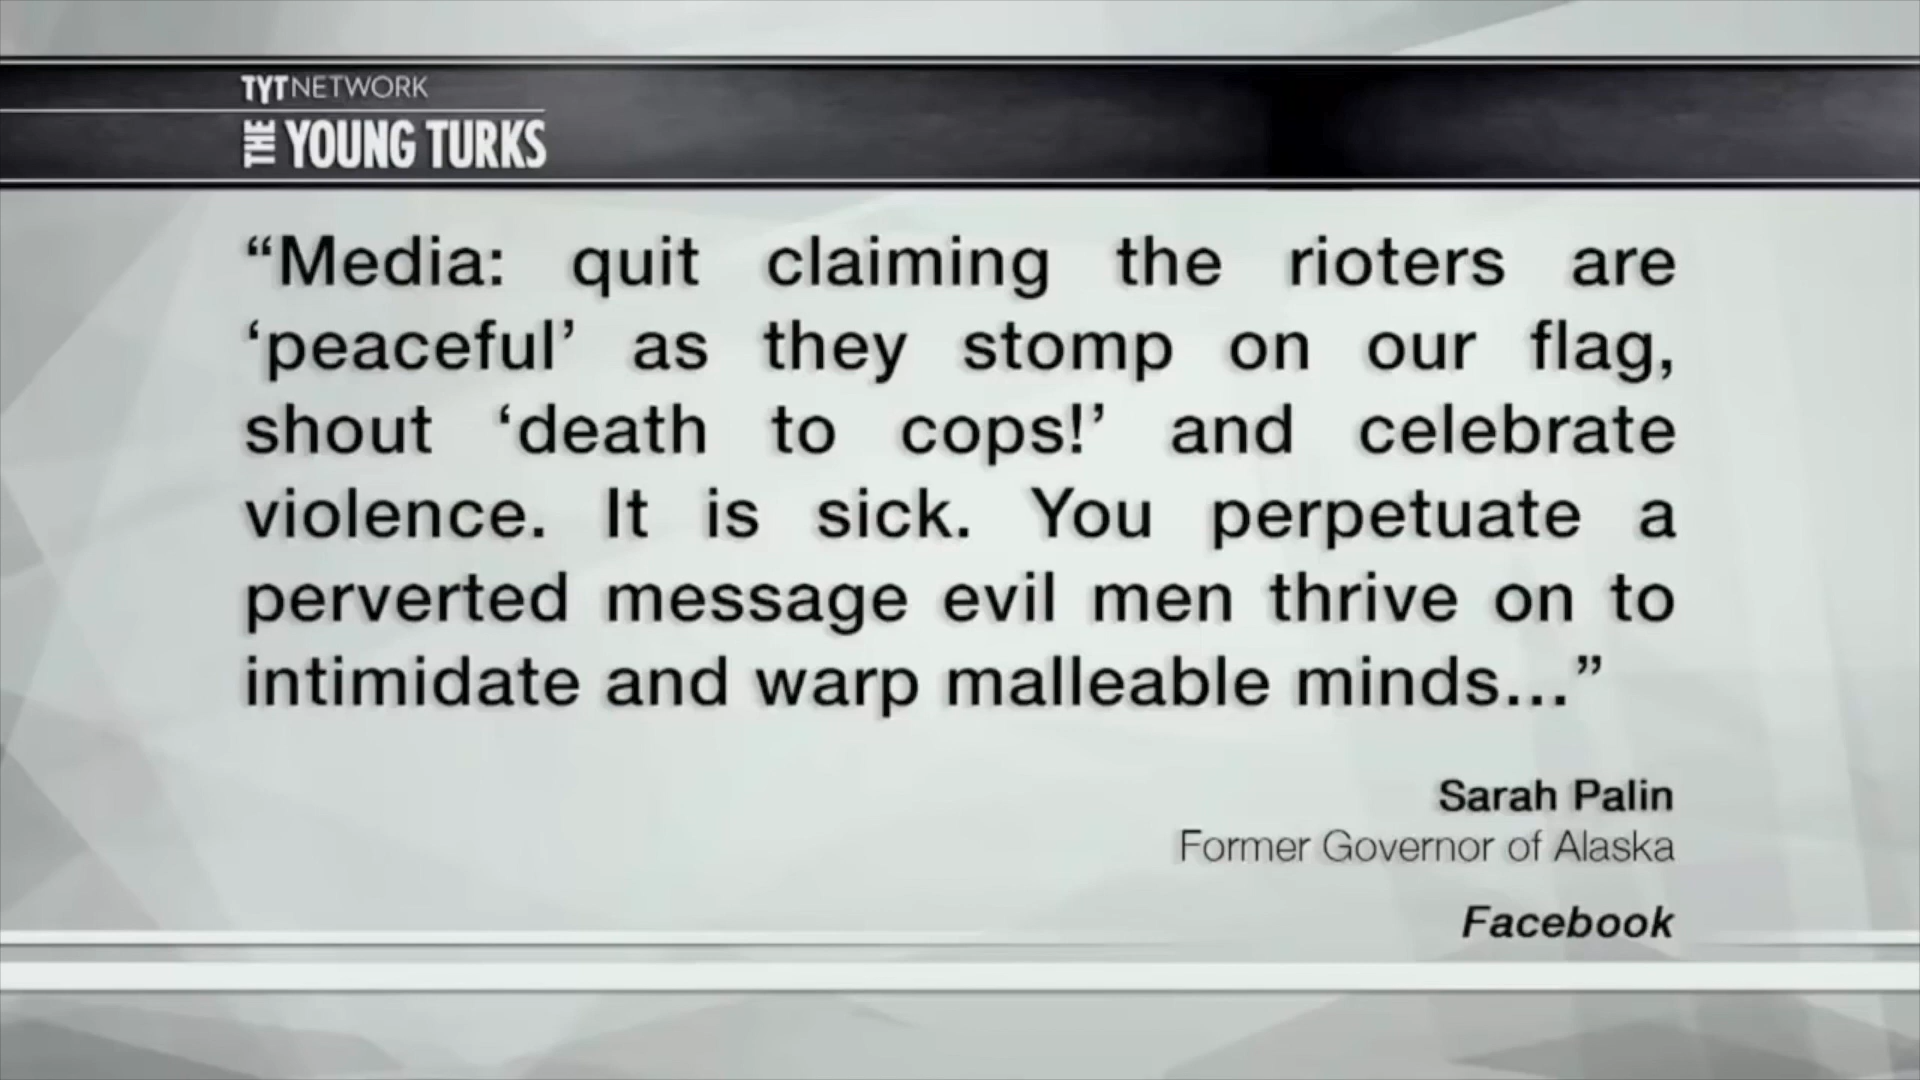 TYTNETWORK
THE YOUNG TURKS
“Media: quit claiming the rioters are
‘peaceful’ as they stomp on our flag,
shout ‘death to cops!’ and celebrate
violence. It is sick. You perpetuate a
perverted message evil men thrive on to
intimidate and warp malleable minds...”
Sarah Palin
Former Governor of Alaska
Facebook